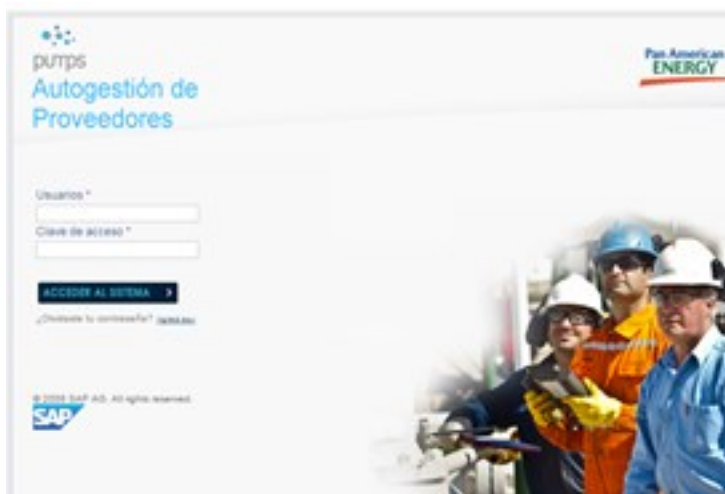 Autogestión de
Proveedores
Pan American
ENERGY
Usuarios *
Clave de acceso *
ACCEDER AL SISTEMA
¿Olvidaste tu contraseña?
SAP AG. All rights reserved.
SAP